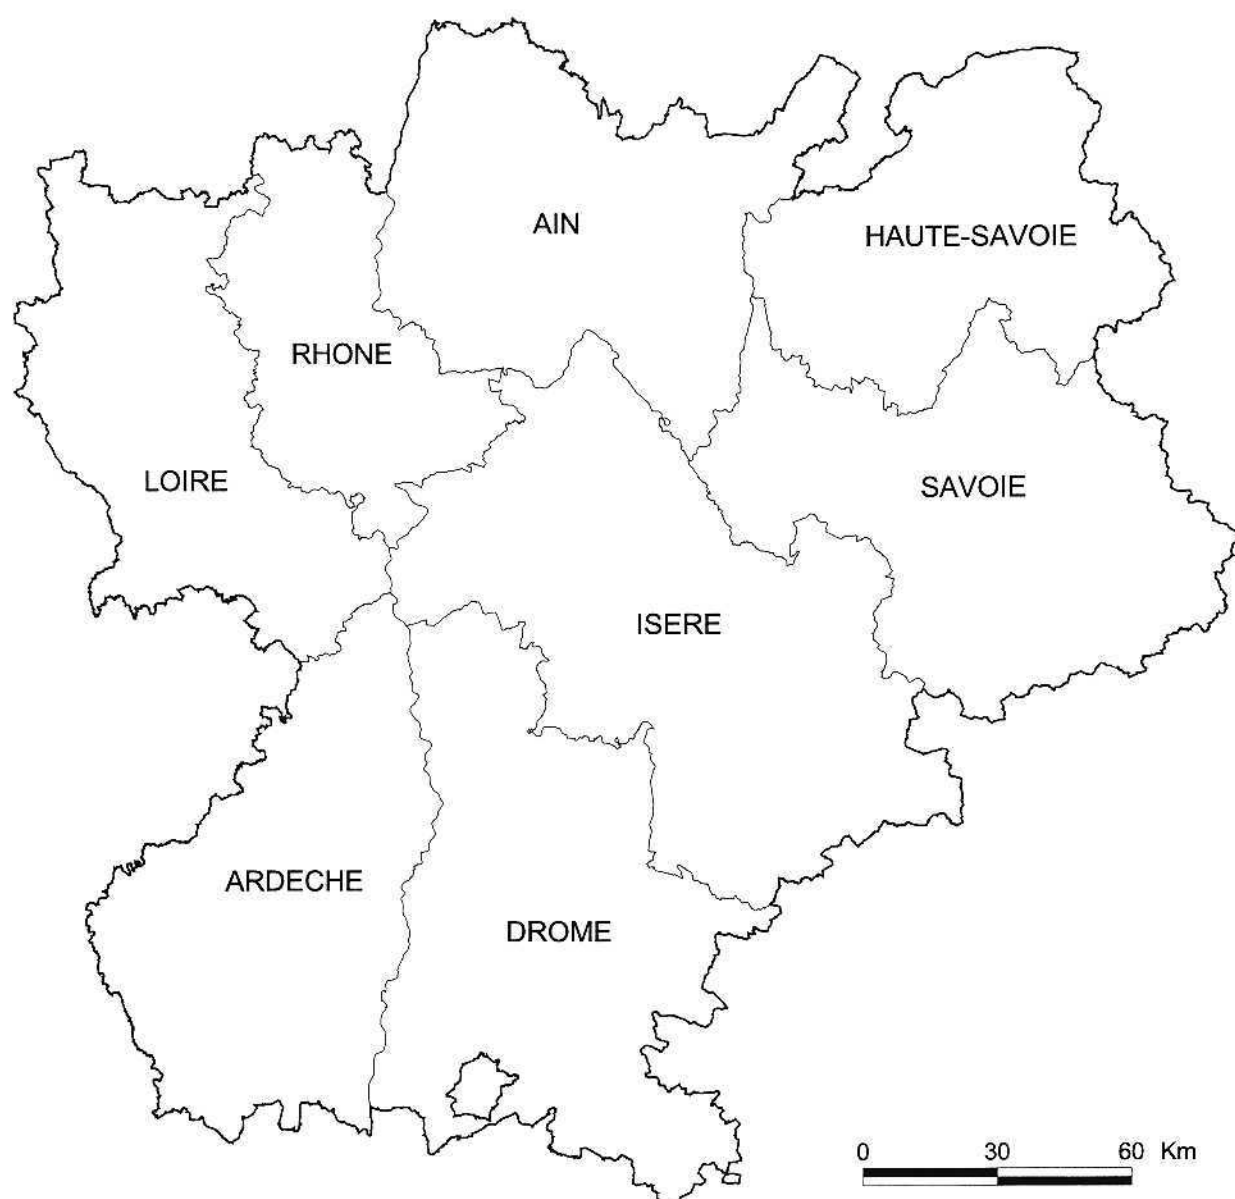 AIN
HAUTE-SAVOIE
RHONE
LOIRE
SAVOIE
ISERE
ARDECHE
DROME
0 30 60 Km